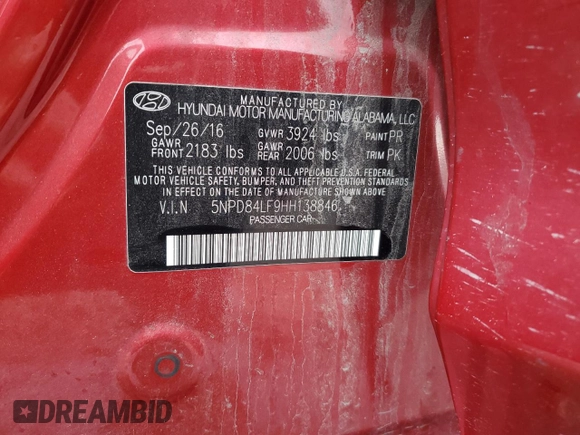 MANUFACTURED BY
HYUNDAI MOTOR MANUFACTURING ALABAMA, LLC
Sep/26/16 GVWR 3924 lbs PAINT PR
GAWR FRONT 2183 lbs GAWR REAR 2006 lbs TRIM PK
THIS VEHICLE CONFORMS TO ALL APPLICABLE U.S.A. FEDERAL
MOTOR VEHICLE SAFETY, BUMPER, AND THEFT PREVENTION
STANDARDS IN EFFECT ON THE DATE OF MANUFACTURE
SHOWN ABOVE
V.I.N 5NPD84LF9HH138846
PASSENGER CAR
DREAMBID